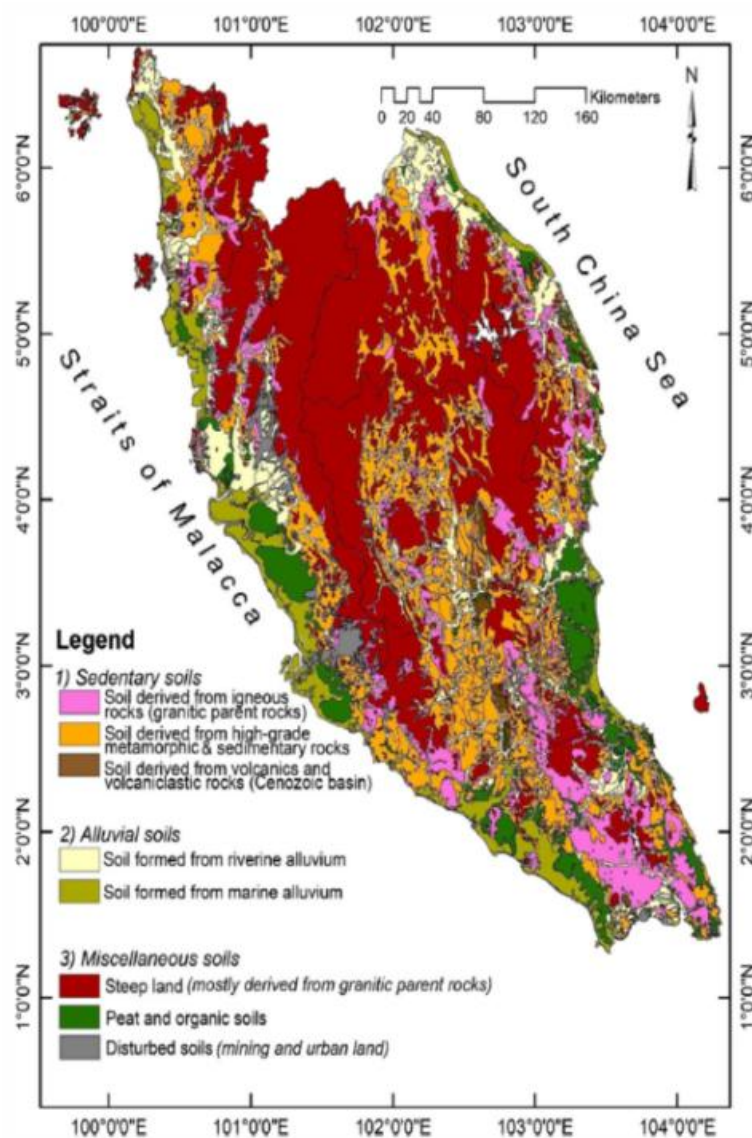 100°0'0"E 101°0'0"E 102°0'0"E 103°0'0"E 104°0'0"E
N
Kilometers
0 20 40 80 120 160
6°0'0"N
5°0'0"N
4°0'0"N
3°0'0"N
2°0'0"N
1°0'0"N
6°0'0"N
5°0'0"N
4°0'0"N
3°0'0"N
2°0'0"N
1°0'0"N
South China Sea
Straits of Malacca
Legend
1) Sedentary soils
Soil derived from igneous
rocks (granitic parent rocks)
Soil derived from high-grade
metamorphic & sedimentary rocks
Soil derived from volcanics and
volcaniclastic rocks (Cenozoic basin)
2) Alluvial soils
Soil formed from riverine alluvium
Soil formed from marine alluvium
3) Miscellaneous soils
Steep land (mostly derived from granitic parent rocks)
Peat and organic soils
Disturbed soils (mining and urban land)
100°0'0"E 101°0'0"E 102°0'0"E 103°0'0"E 104°0'0"E